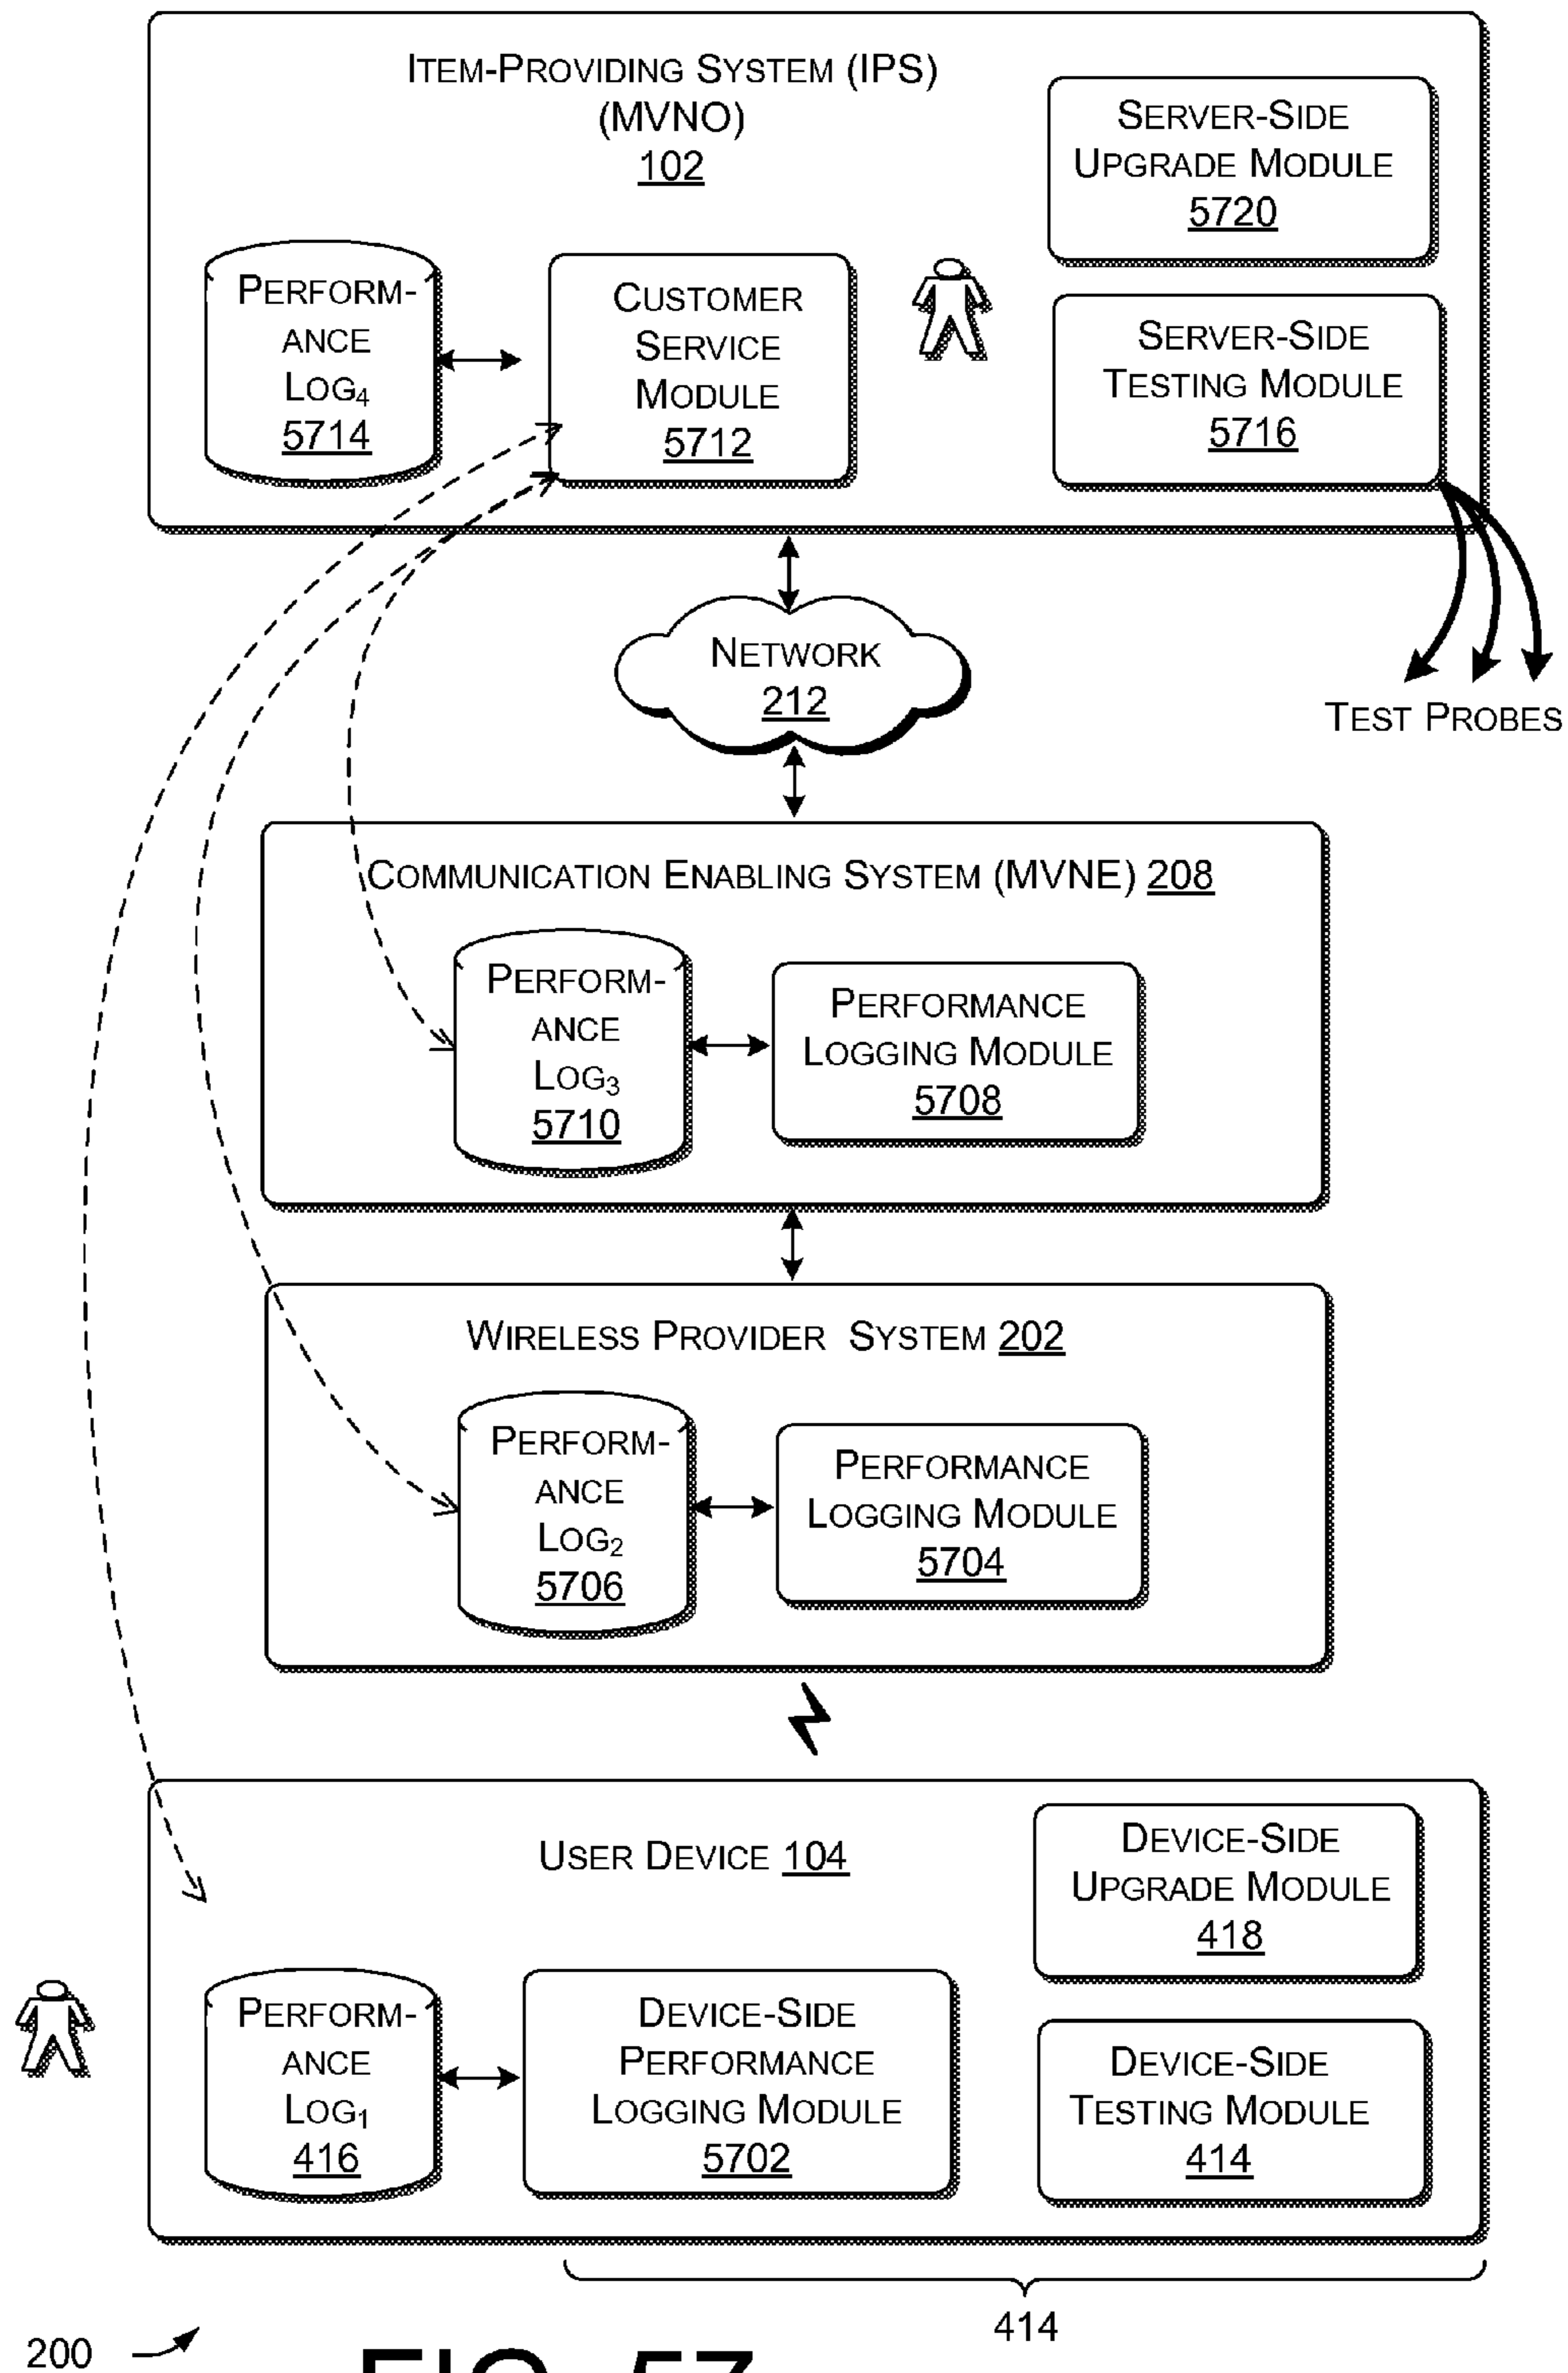 ITEM-PROVIDING SYSTEM (IPS)
(MVNO)
102
SERVER-SIDE
UPGRADE MODULE
5720
PERFORM-
ANCE
LOG4
5714
CUSTOMER
SERVICE
MODULE
5712
SERVER-SIDE
TESTING MODULE
5716
NETWORK
212
TEST PROBES
COMMUNICATION ENABLING SYSTEM (MVNE) 208
PERFORM-
ANCE
LOG3
5710
PERFORMANCE
LOGGING MODULE
5708
WIRELESS PROVIDER SYSTEM 202
PERFORM-
ANCE
LOG2
5706
PERFORMANCE
LOGGING MODULE
5704
USER DEVICE 104
DEVICE-SIDE
UPGRADE MODULE
418
PERFORM-
ANCE
LOG1
416
DEVICE-SIDE
PERFORMANCE
LOGGING MODULE
5702
DEVICE-SIDE
TESTING MODULE
414
414
200
FIG. 57